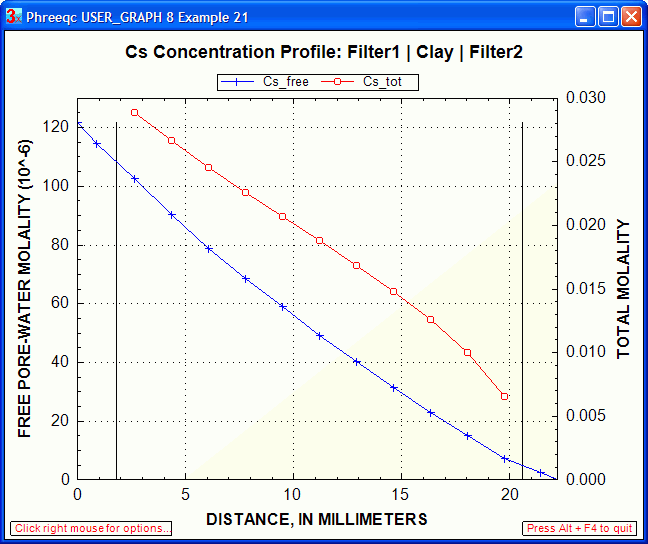 Phreeqc USER_GRAPH 8 Example 21
Cs Concentration Profile: Filter1 | Clay | Filter2
Cs_free Cs_tot
FREE PORE-WATER MOLALITY (10^-6)
120
100
80
60
40
20
0
0.030
0.025
0.020
0.015
0.010
0.005
0.000
TOTAL MOLALITY
0 5 10 15 20
DISTANCE, IN MILLIMETERS
Click right mouse for options...
Press Alt + F4 to quit